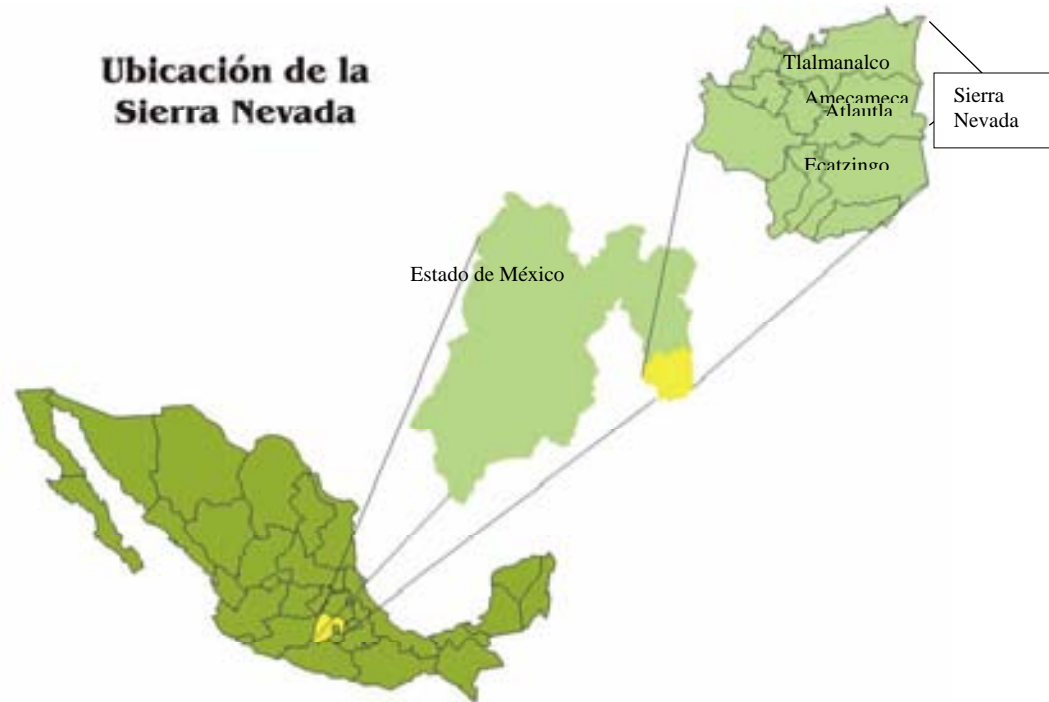 Ubicación de la
Sierra Nevada
Tlalmanalco
Amecameca
Atlautla
Ecatzingo
Sierra
Nevada
Estado de México